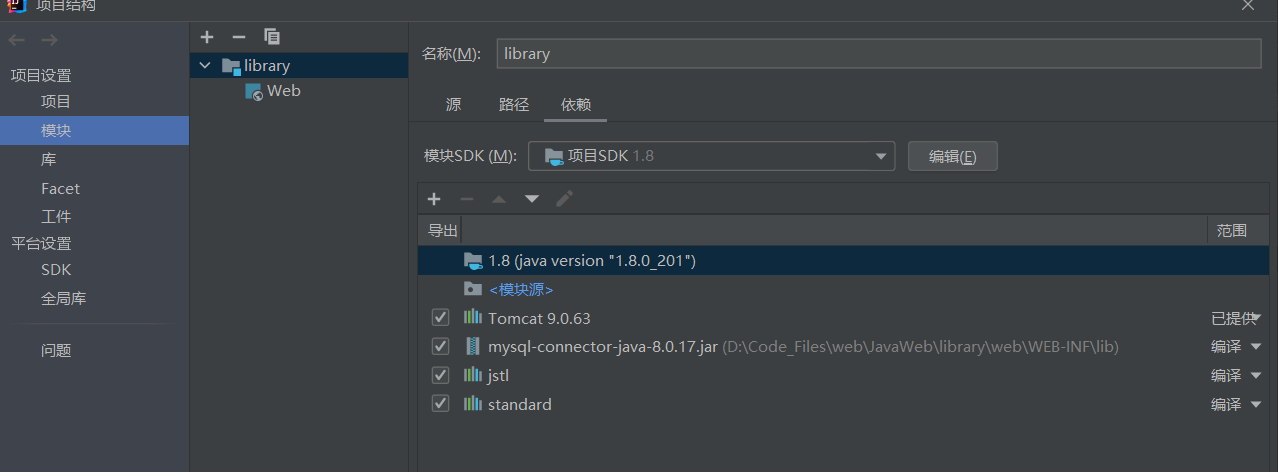 项目结构
项目设置
项目
模块
库
Facet
工件
平台设置
SDK
全局库
问题
library
Web
名称(M):
library
源
路径
依赖
模块SDK (M):
项目SDK 1.8
编辑(E)
导出
范围
1.8 (java version "1.8.0_201")
<模块源>
Tomcat 9.0.63
已提供
mysql-connector-java-8.0.17.jar (D:\Code_Files\web\JavaWeb\library\web\WEB-INF\lib)
编译
jstl
编译
standard
编译